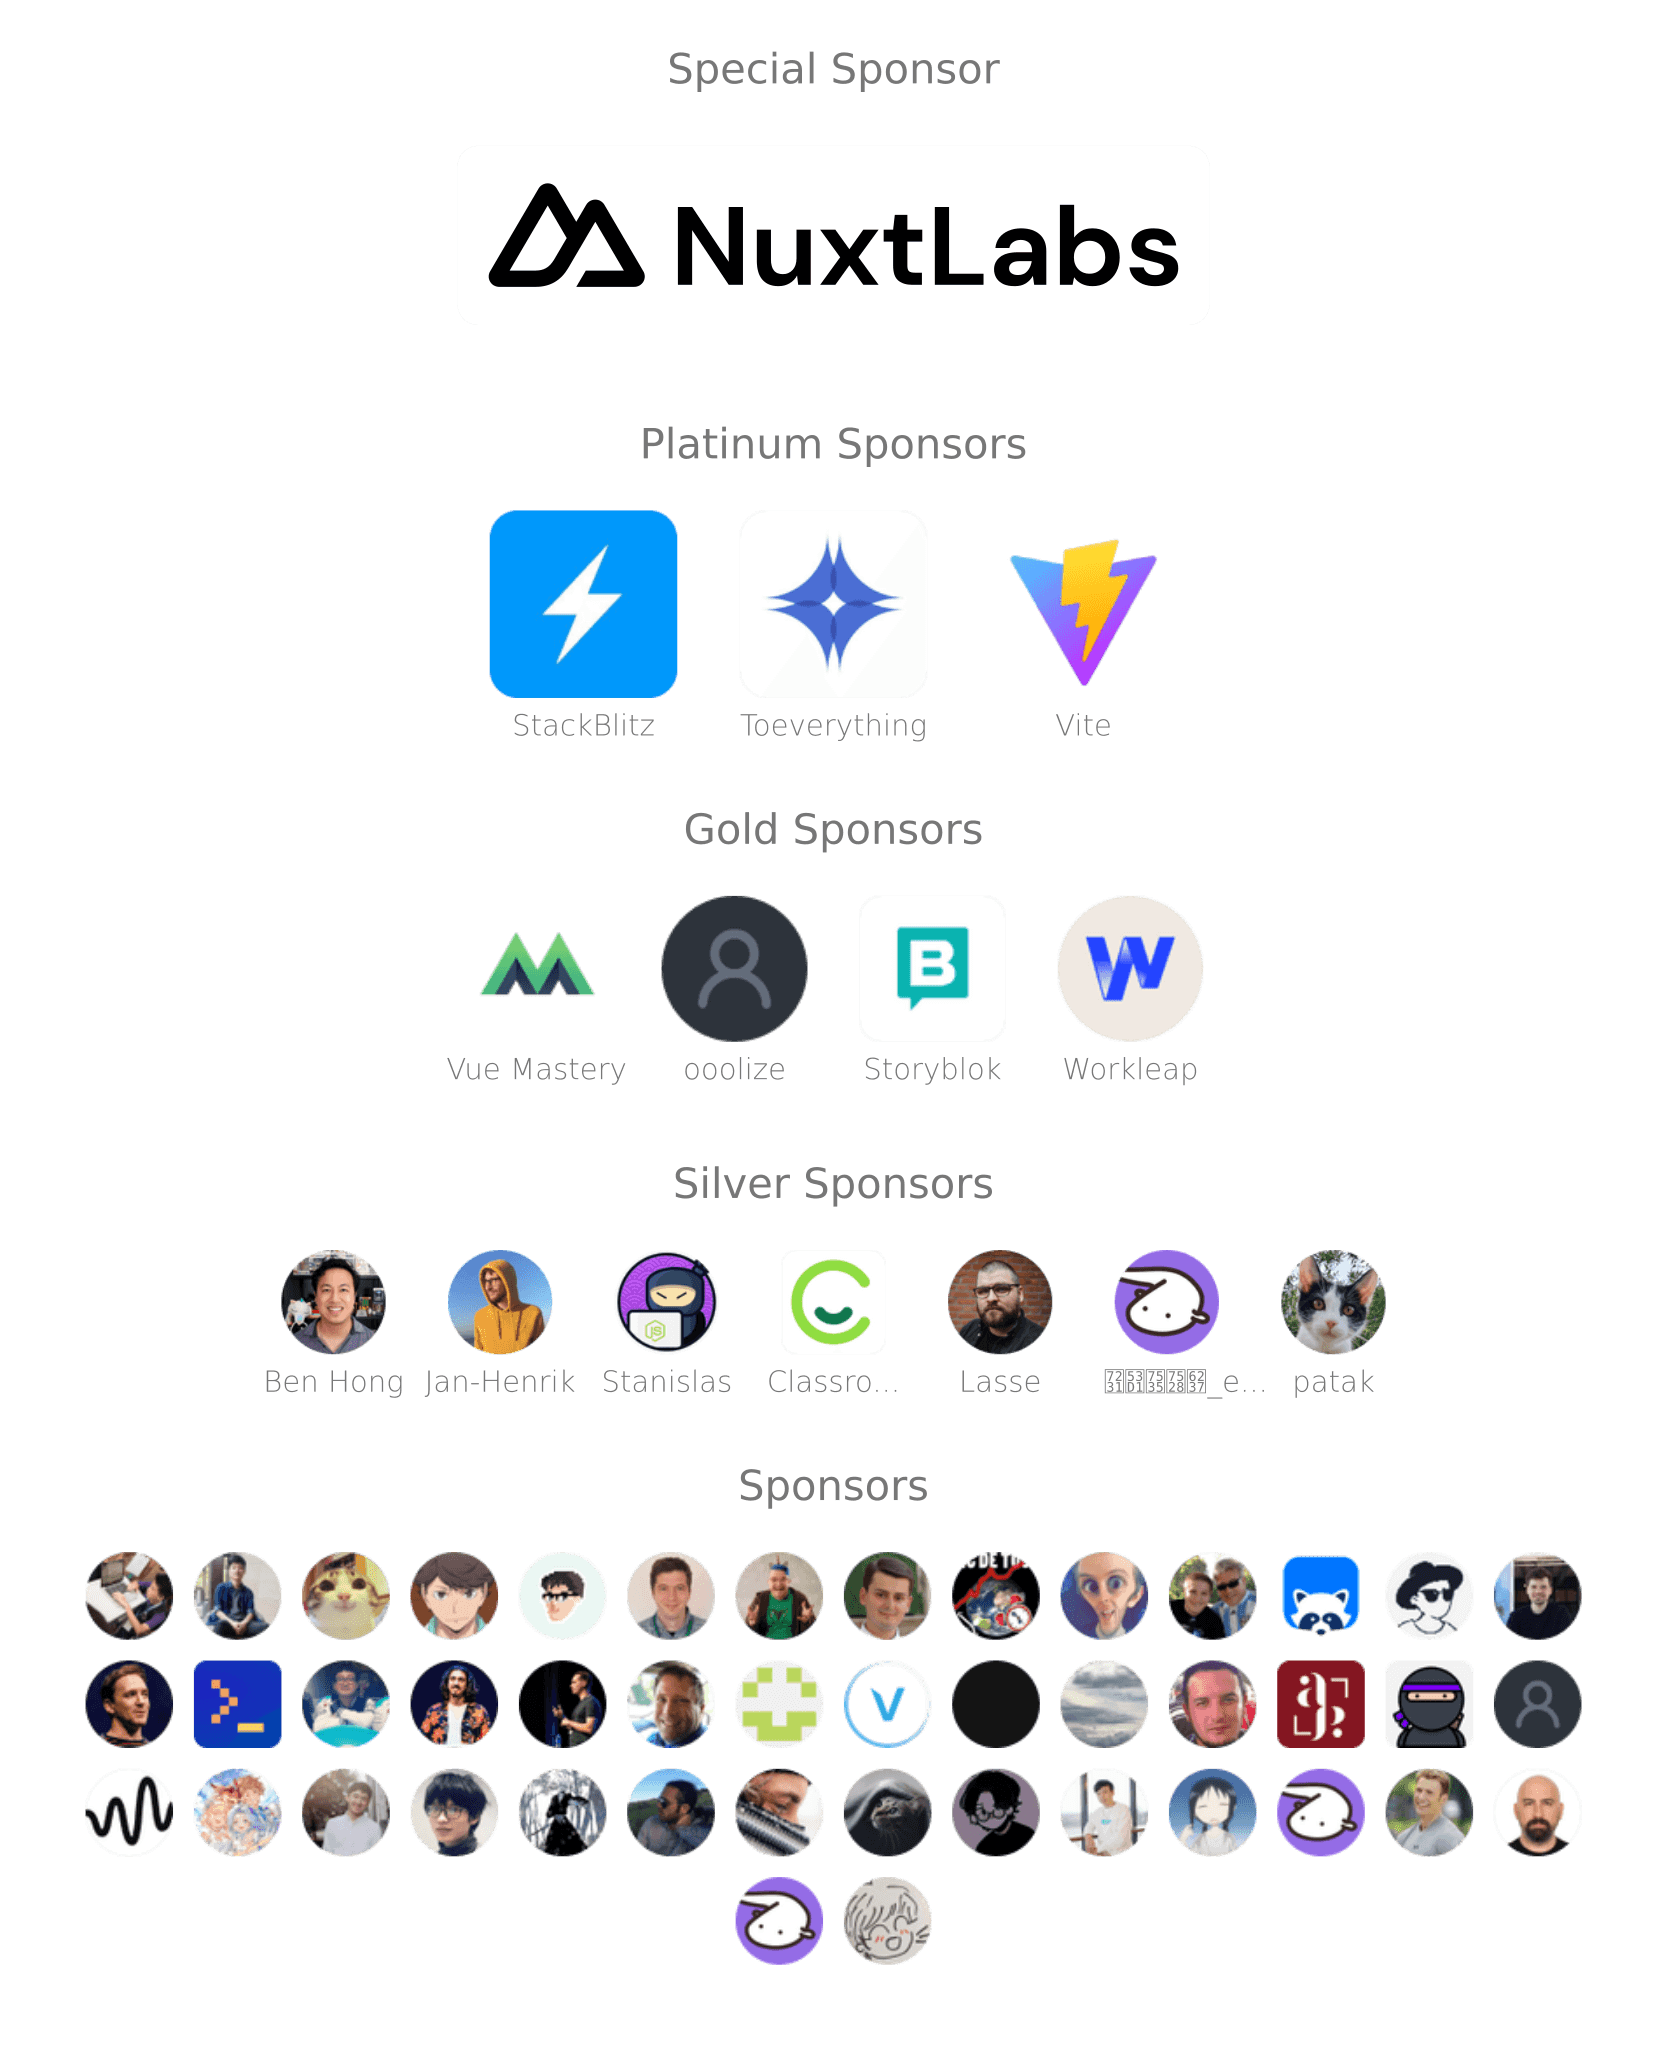 Special Sponsor
NuxtLabs
Platinum Sponsors
StackBlitz Toeverything Vite
Gold Sponsors
Vue Mastery ooolize Storyblok Workleap
Silver Sponsors
Ben Hong Jan-Henrik Stanislas Classro... Lasse _e... patak
Sponsors